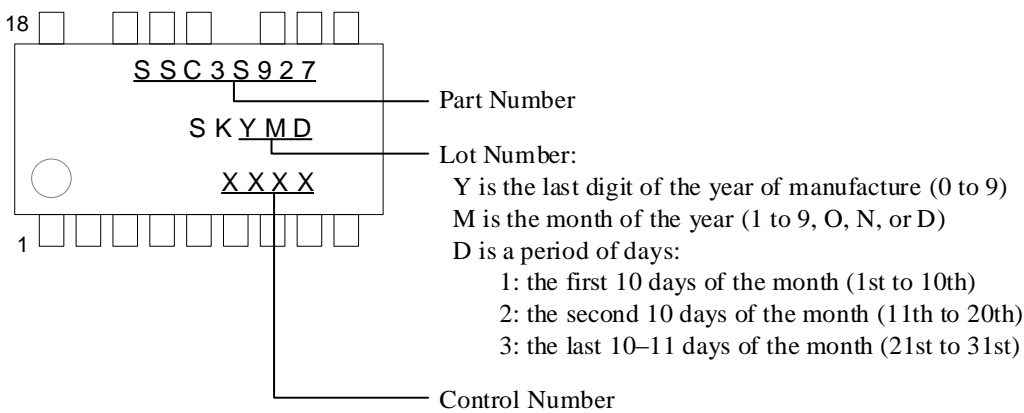 18
SSC3S927
Part Number
SKYMD
Lot Number:
Y is the last digit of the year of manufacture (0 to 9)
XXXX
M is the month of the year (1 to 9, O, N, or D)
D is a period of days:
1
1: the first 10 days of the month (1st to 10th)
2: the second 10 days of the month (11th to 20th)
3: the last 10–11 days of the month (21st to 31st)
Control Number